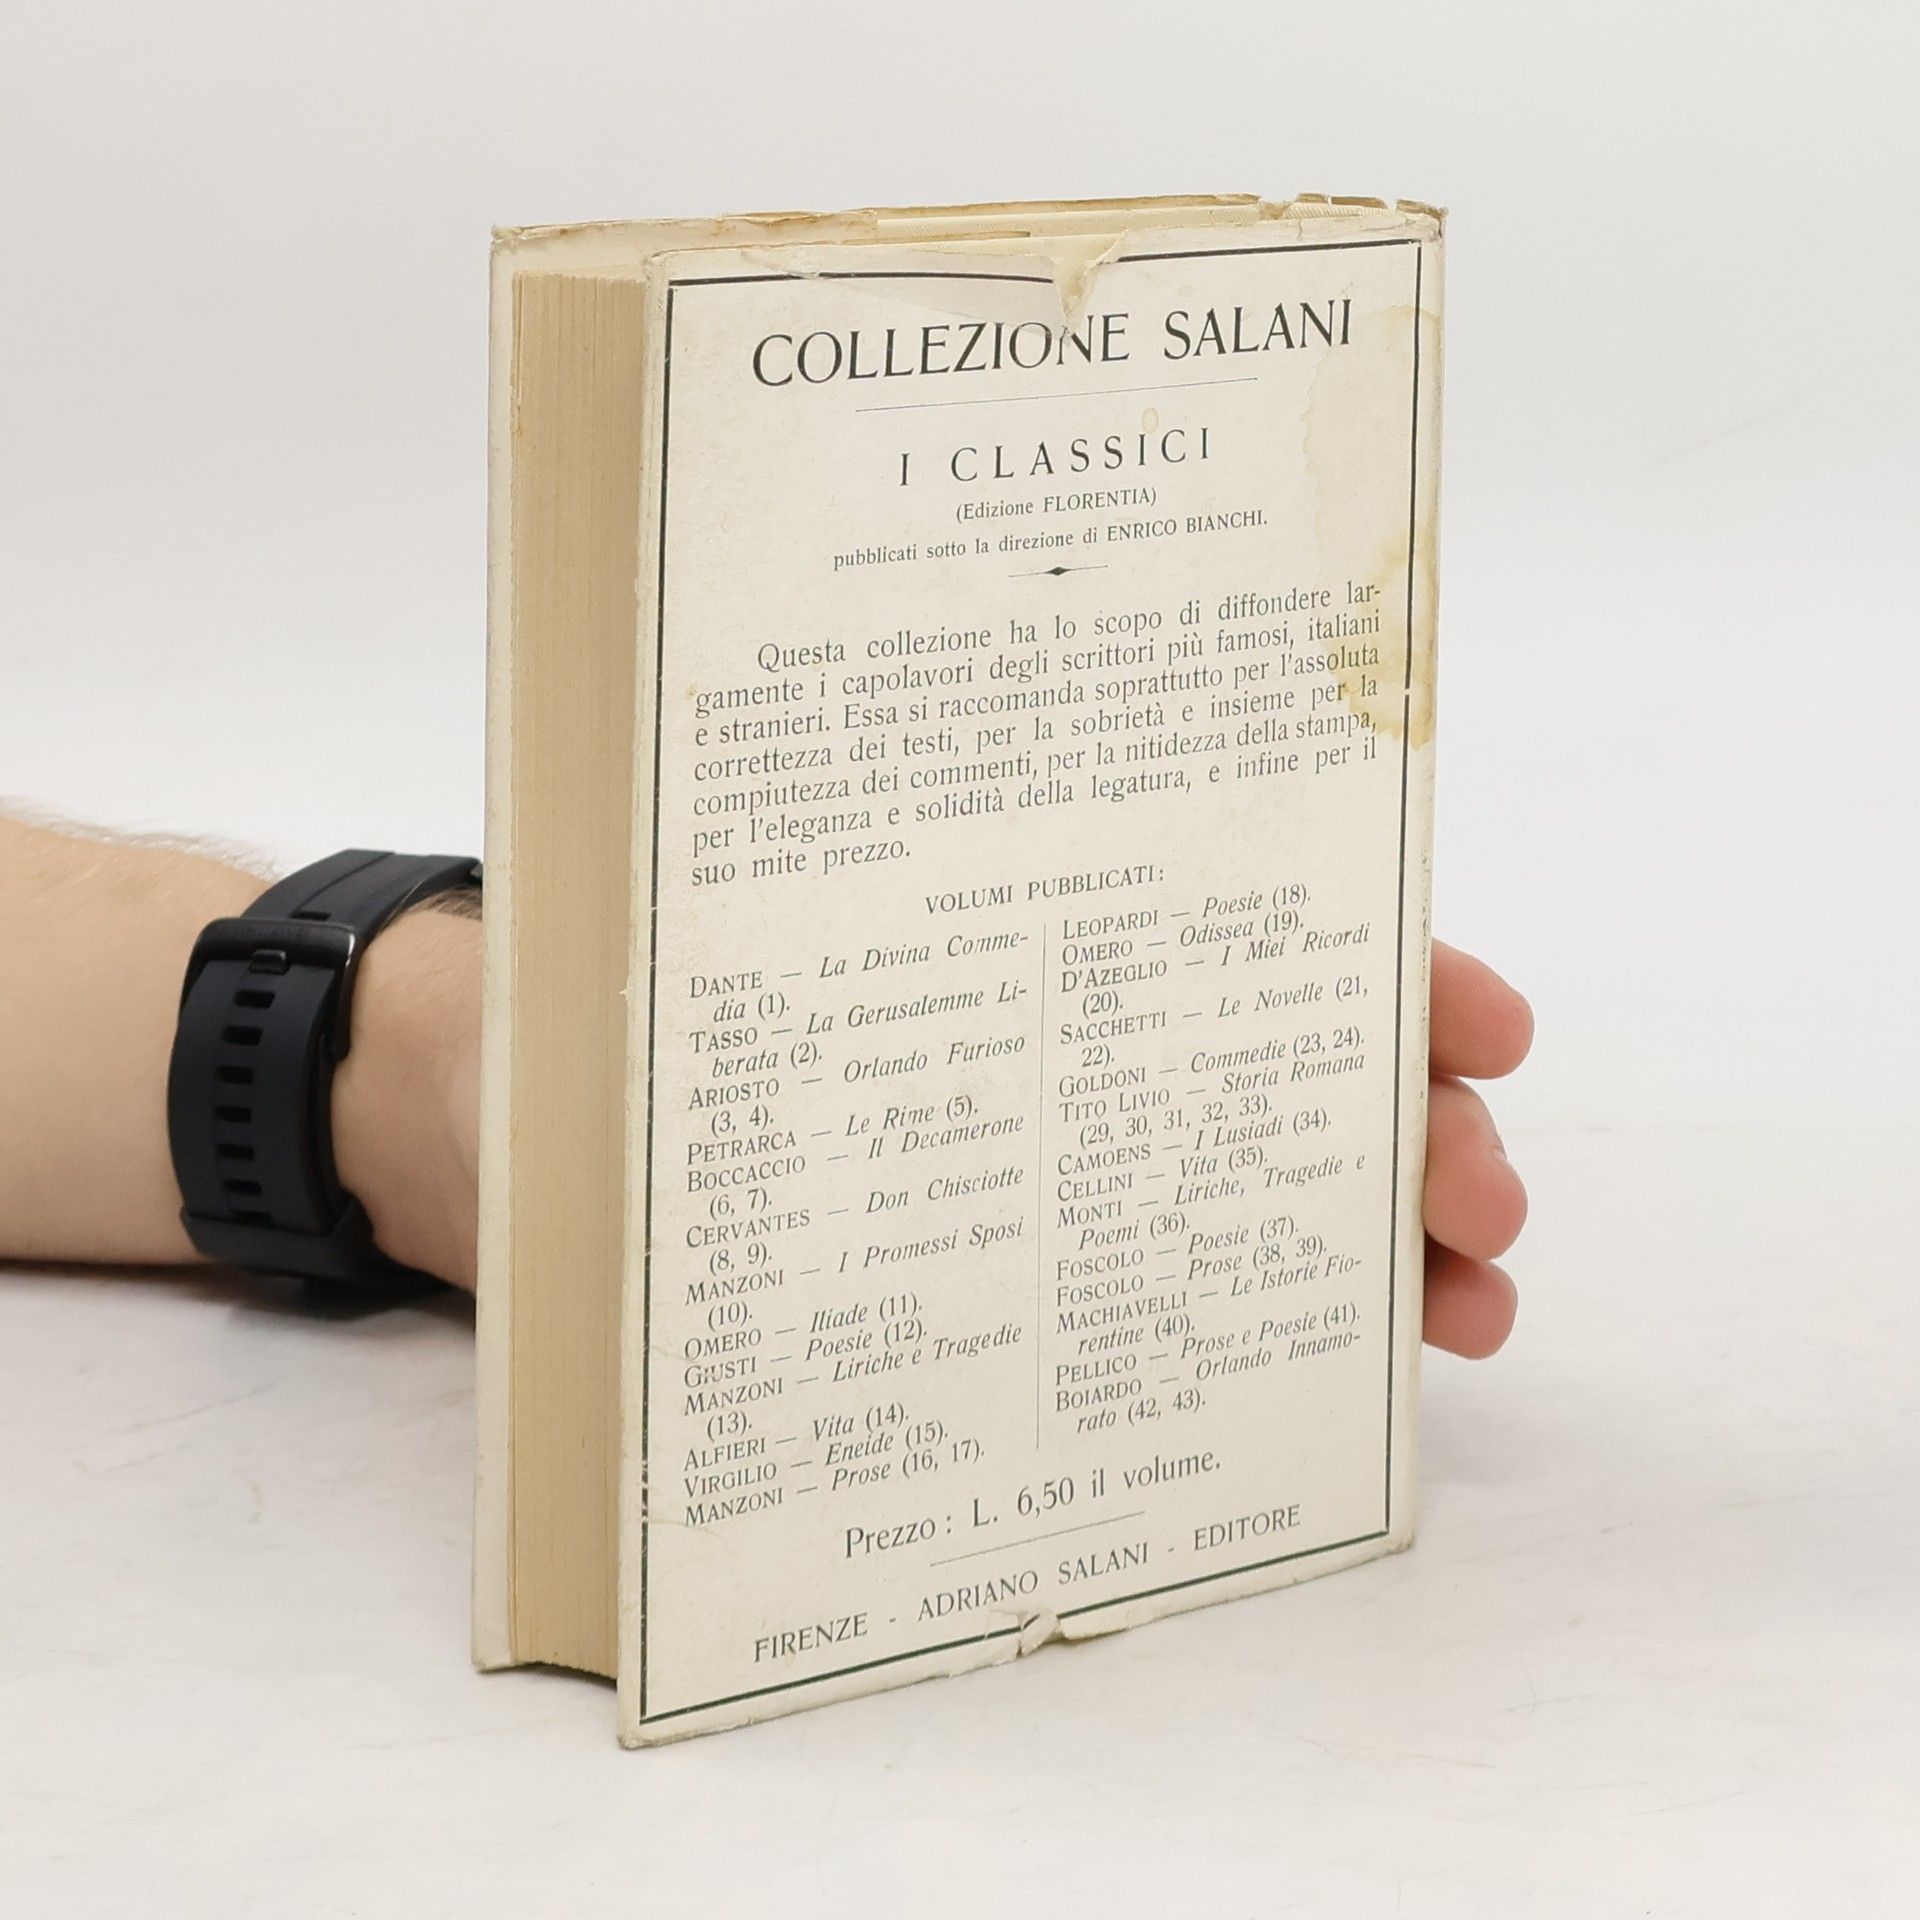 COLLEZIONE SALANI
I CLASSICI
(Edizione FLORENTIA)
pubblicati sotto la direzione di ENRICO BIANCHI.
Questa collezione ha lo scopo di diffondere lar-
gamente i capolavori degli scrittori più famosi, italiani
e stranieri. Essa si raccomanda soprattutto per l'assoluta
correttezza dei testi, per la sobrietà e insieme per la
compiutezza dei commenti, per la nitidezza della stampa,
per l'eleganza e solidità della legatura, e infine per il
suo mite prezzo.
VOLUMI PUBBLICATI:
DANTE — La Divina Comme-
dia (1).
TASSO — La Gerusalemme Li-
berata (2).
ARIOSTO — Orlando Furioso
(3, 4).
PETRARCA — Le Rime (5).
BOCCACCIO — Il Decamerone
(6, 7).
CERVANTES — Don Chisciotte
(8, 9).
MANZONI — I Promessi Sposi
(10).
OMERO — Iliade (11).
GIUSTI — Poesie (12).
MANZONI — Liriche e Tragedie
(13).
ALFIERI — Vita (14).
VIRGILIO — Eneide (15).
MANZONI — Prose (16, 17).
LEOPARDI — Poesie (18).
OMERO — Odissea (19).
D'AZEGLIO — I Miei Ricordi
(20).
SACCHETTI — Le Novelle (21,
22).
GOLDONI — Commedie (23, 24).
TITO LIVIO — Storia Romana
(29, 30, 31, 32, 33).
CAMOENS — I Lusiadi (34).
CELLINI — Vita (35).
MONTI — Liriche, Tragedie e
Poemi (36).
FOSCOLO — Poesie (37).
FOSCOLO — Prose (38, 39).
MACHIAVELLI — Le Istorie Fio-
rentine (40).
PELLICO — Prose e Poesie (41).
BOIARDO — Orlando Innamo-
rato (42, 43).
Prezzo: L. 6,50 il volume.
FIRENZE - ADRIANO SALANI - EDITORE